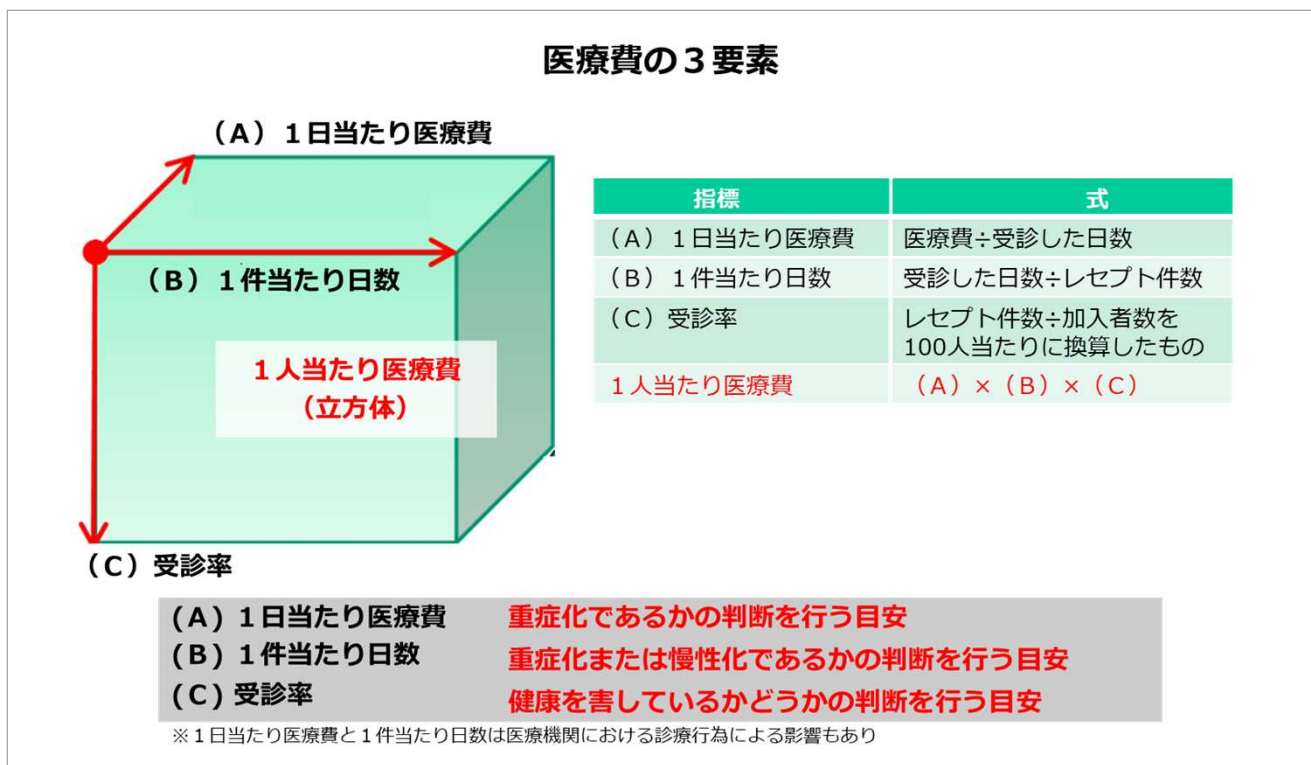 医療費の３要素
（A）１日当たり医療費
（B）１件当たり日数
１人当たり医療費
（立方体）
（C）受診率
指標 式
（A）１日当たり医療費 医療費÷受診した日数
（B）１件当たり日数 受診した日数÷レセプト件数
（C）受診率 レセプト件数÷加入者数を
100人当たりに換算したもの
１人当たり医療費 （A）×（B）×（C）
(A)１日当たり医療費 重症化であるかの判断を行う目安
(B)１件当たり日数 重症化または慢性化であるかの判断を行う目安
(C)受診率 健康を害しているかどうかの判断を行う目安
※１日当たり医療費と１件当たり日数は医療機関における診療行為による影響もあり